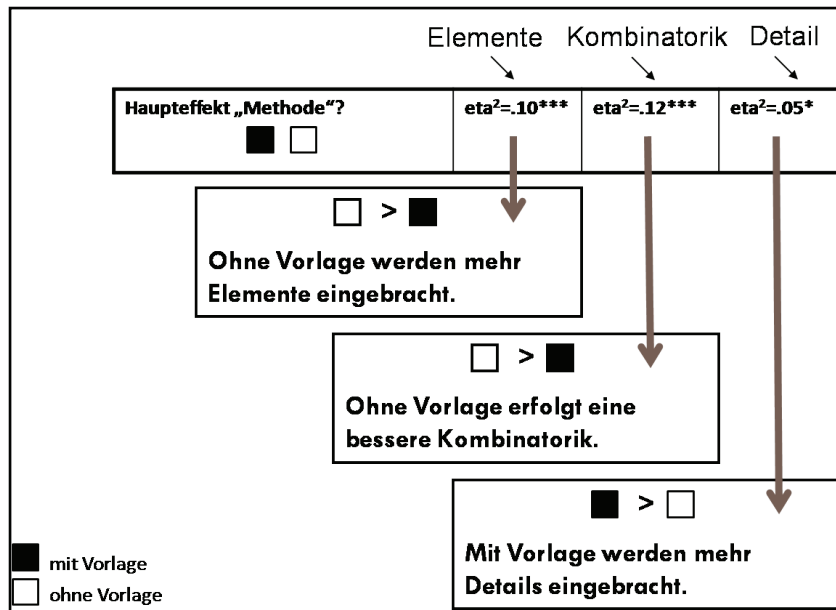 Elemente Kombinatorik Detail
Haupteffekt „Methode“? eta²=.10*** eta²=.12*** eta²=.05*
>
Ohne Vorlage werden mehr
Elemente eingebracht.
>
Ohne Vorlage erfolgt eine
bessere Kombinatorik.
>
Mit Vorlage werden mehr
Details eingebracht.
mit Vorlage
ohne Vorlage